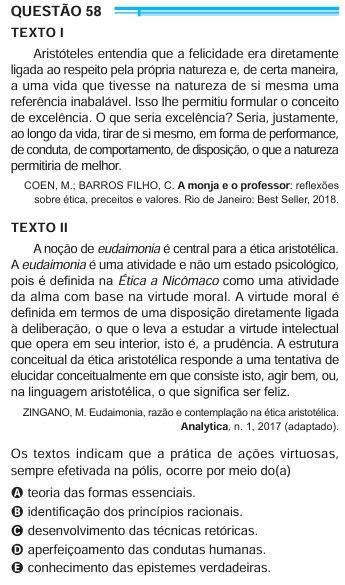 QUESTÃO 58
TEXTO I
Aristóteles entendia que a felicidade era diretamente
ligada ao respeito pela própria natureza e, de certa maneira,
a uma vida que tivesse na natureza de si mesma uma
referência inabalável. Isso lhe permitiu formular o conceito
de excelência. O que seria excelência? Seria, justamente,
ao longo da vida, tirar de si mesmo, em forma de performance,
de conduta, de comportamento, de disposição, o que a natureza
permitiria de melhor.
COEN, M.; BARROS FILHO, C. A monja e o professor: reflexões
sobre ética, preceitos e valores. Rio de Janeiro: Best Seller, 2018.
TEXTO II
A noção de eudaimonia é central para a ética aristotélica.
A eudaimonia é uma atividade e não um estado psicológico,
pois é definida na Ética a Nicômaco como uma atividade
da alma com base na virtude moral. A virtude moral é
definida em termos de uma disposição diretamente ligada
à deliberação, o que o leva a estudar a virtude intelectual
que opera em seu interior, isto é, a prudência. A estrutura
conceitual da ética aristotélica responde a uma tentativa de
elucidar conceitualmente em que consiste isto, agir bem, ou,
na linguagem aristotélica, o que significa ser feliz.
ZINGANO, M. Eudaimonia, razão e contemplação na ética aristotélica.
Analytica, n. 1, 2017 (adaptado).
Os textos indicam que a prática de ações virtuosas,
sempre efetivada na pólis, ocorre por meio do(a)
A teoria das formas essenciais.
B identificação dos princípios racionais.
C desenvolvimento das técnicas retóricas.
D aperfeiçoamento das condutas humanas.
E conhecimento das epistemes verdadeiras.